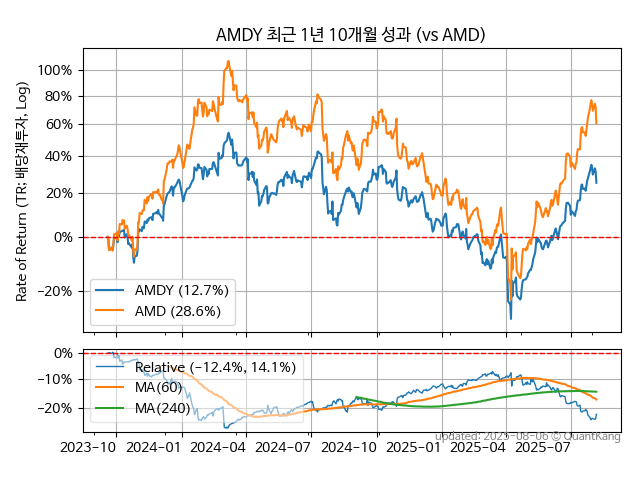 AMDY 최근 1년 10개월 성과 (vs AMD)
Rate of Return (TR: 배당재투자, Log)
100%
80%
60%
40%
20%
0%
−20%
AMDY (12.7%)
AMD (28.6%)
0%
−10%
−20%
Relative (-12.4%, 14.1%)
MA(60)
MA(240)
updated: 2025-08-06 © QuantKang
2023-10 2024-01 2024-04 2024-07 2024-10 2025-01 2025-04 2025-07